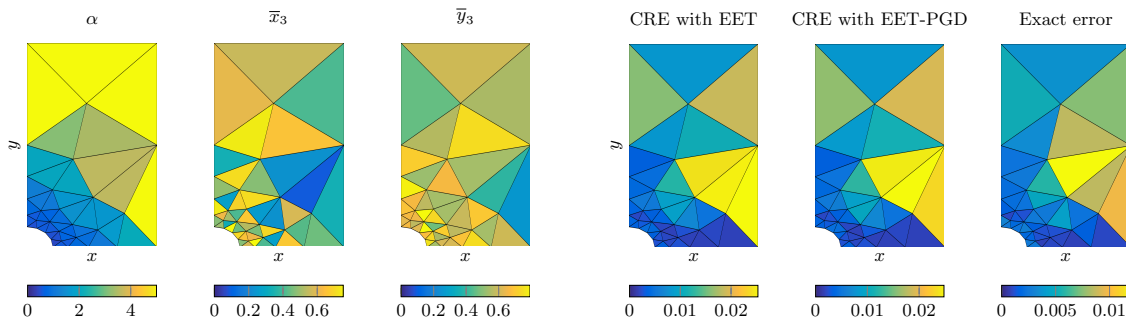 α x̄₃ ȳ₃ CRE with EET CRE with EET-PGD Exact error
y y
x x x x x x
0 2 4 0 0.2 0.4 0.6 0 0.2 0.4 0.6 0 0.01 0.02 0 0.01 0.02 0 0.005 0.01